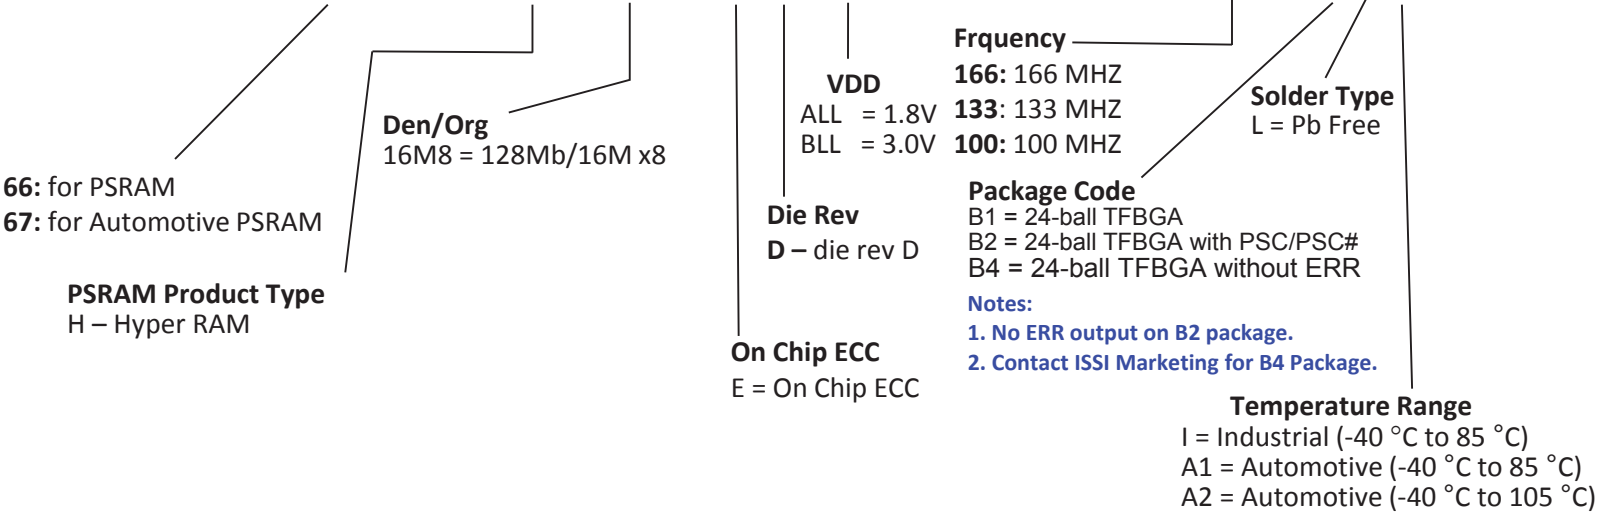 Frquency
166: 166 MHZ
133: 133 MHZ
100: 100 MHZ
VDD
ALL = 1.8V
BLL = 3.0V
Solder Type
L = Pb Free
Den/Org
16M8 = 128Mb/16M x8
66: for PSRAM
67: for Automotive PSRAM
Package Code
B1 = 24-ball TFBGA
B2 = 24-ball TFBGA with PSC/PSC#
B4 = 24-ball TFBGA without ERR
Die Rev
D – die rev D
PSRAM Product Type
H – Hyper RAM
Notes:
1. No ERR output on B2 package.
2. Contact ISSI Marketing for B4 Package.
On Chip ECC
E = On Chip ECC
Temperature Range
I = Industrial (-40 °C to 85 °C)
A1 = Automotive (-40 °C to 85 °C)
A2 = Automotive (-40 °C to 105 °C)